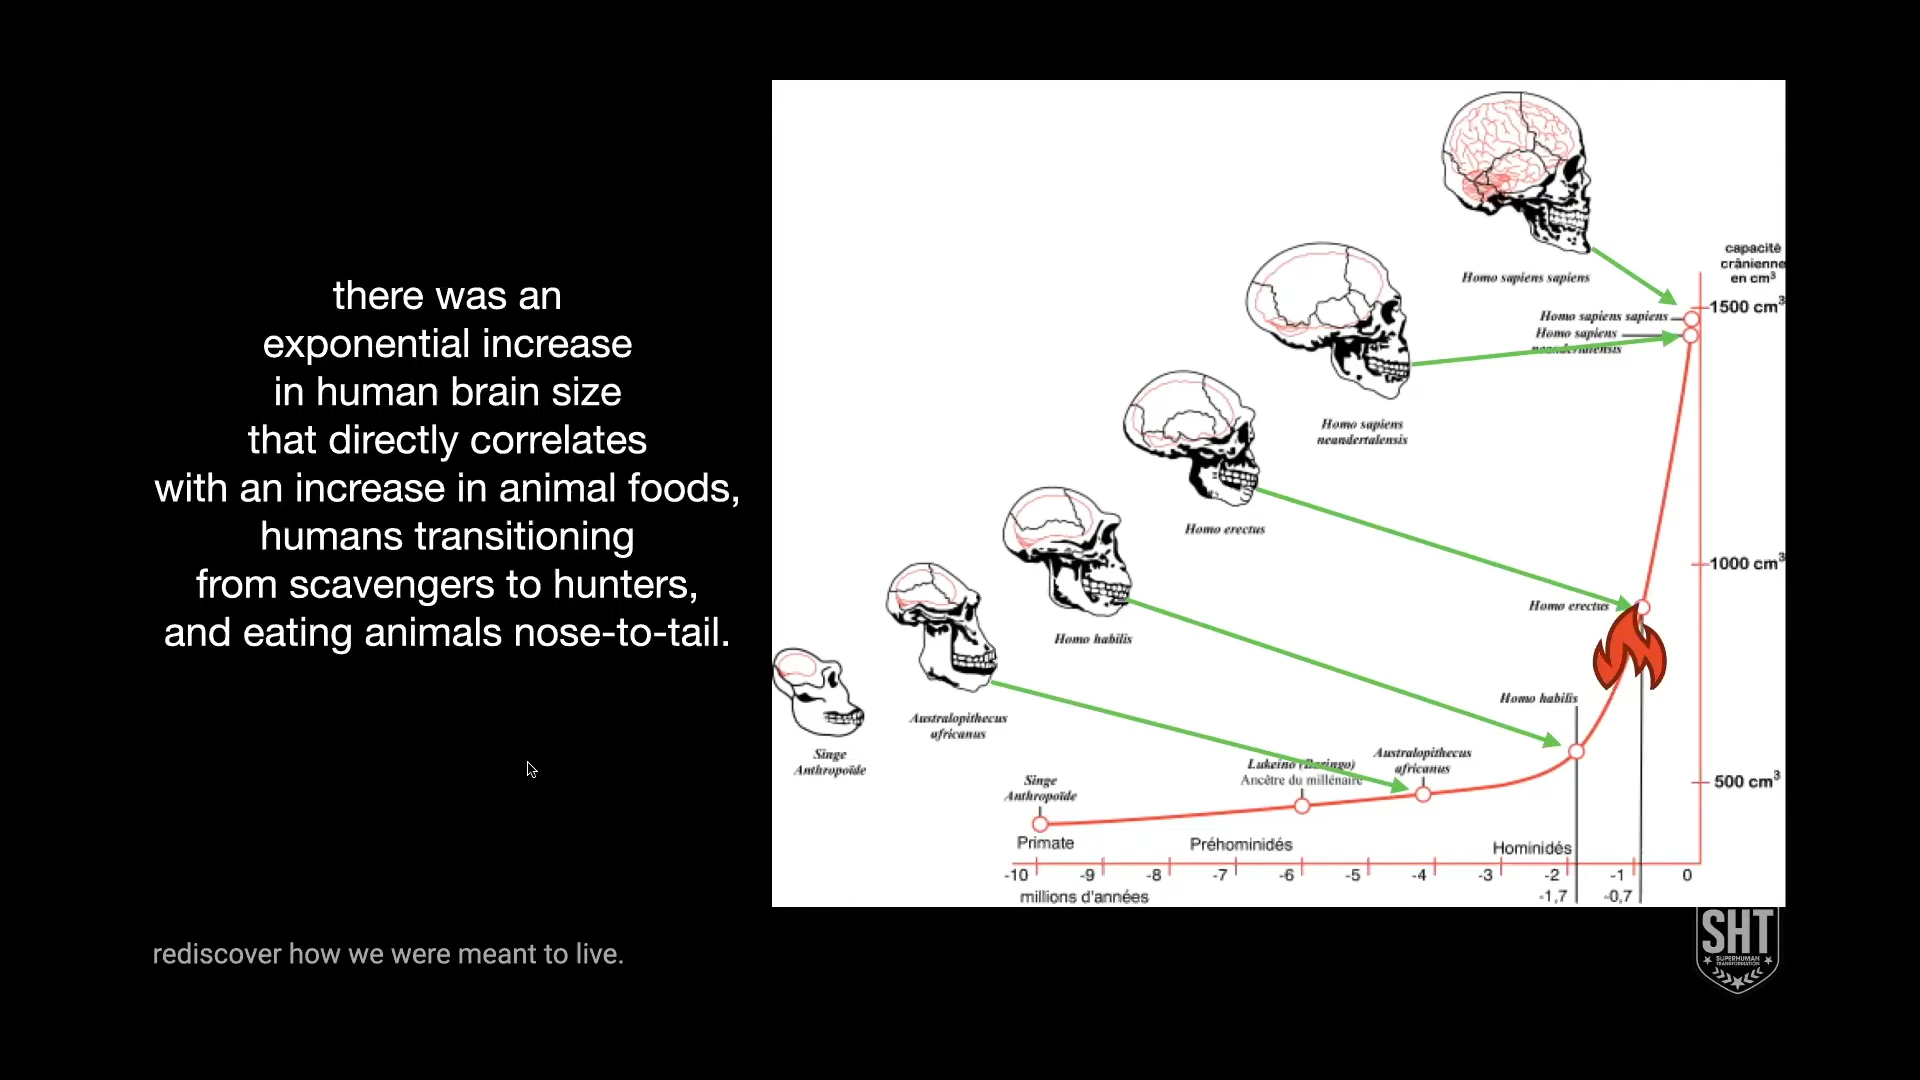 there was an
exponential increase
in human brain size
that directly correlates
with an increase in animal foods,
humans transitioning
from scavengers to hunters,
and eating animals nose-to-tail.
rediscover how we were meant to live.
capacité
crânienne
en cm³
Homo sapiens sapiens
1500 cm³
Homo sapiens sapiens
Homo sapiens
neandertalensis
Homo sapiens
neandertalensis
Homo erectus
1000 cm³
Homo erectus
Homo habilis
Homo habilis
Australopithecus
africanus
Singe
Anthropoïde
Singe
Anthropoïde
Lukeino (Baringo)
Ancêtre du millénaire
Australopithecus
africanus
500 cm³
Primate
Préhominidés
Hominidés
-10 -9 -8 -7 -6 -5 -4 -3 -2 -1 0
millions d'années
-1,7 -0,7
SHT
SUPERHUMAN
TRANSFORMATION